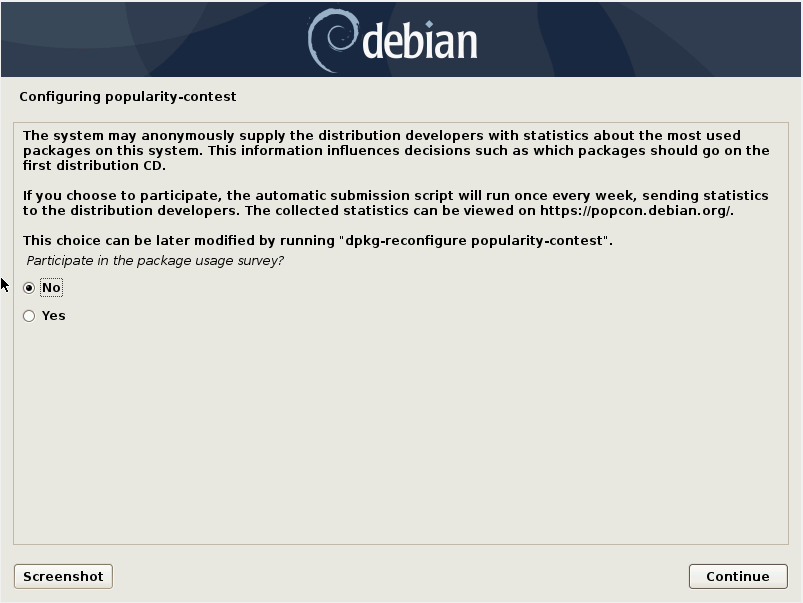 debian
Configuring popularity-contest
The system may anonymously supply the distribution developers with statistics about the most used
packages on this system. This information influences decisions such as which packages should go on the
first distribution CD.
If you choose to participate, the automatic submission script will run once every week, sending statistics
to the distribution developers. The collected statistics can be viewed on https://popcon.debian.org/.
This choice can be later modified by running "dpkg-reconfigure popularity-contest".
Participate in the package usage survey?
No
Yes
Screenshot
Continue